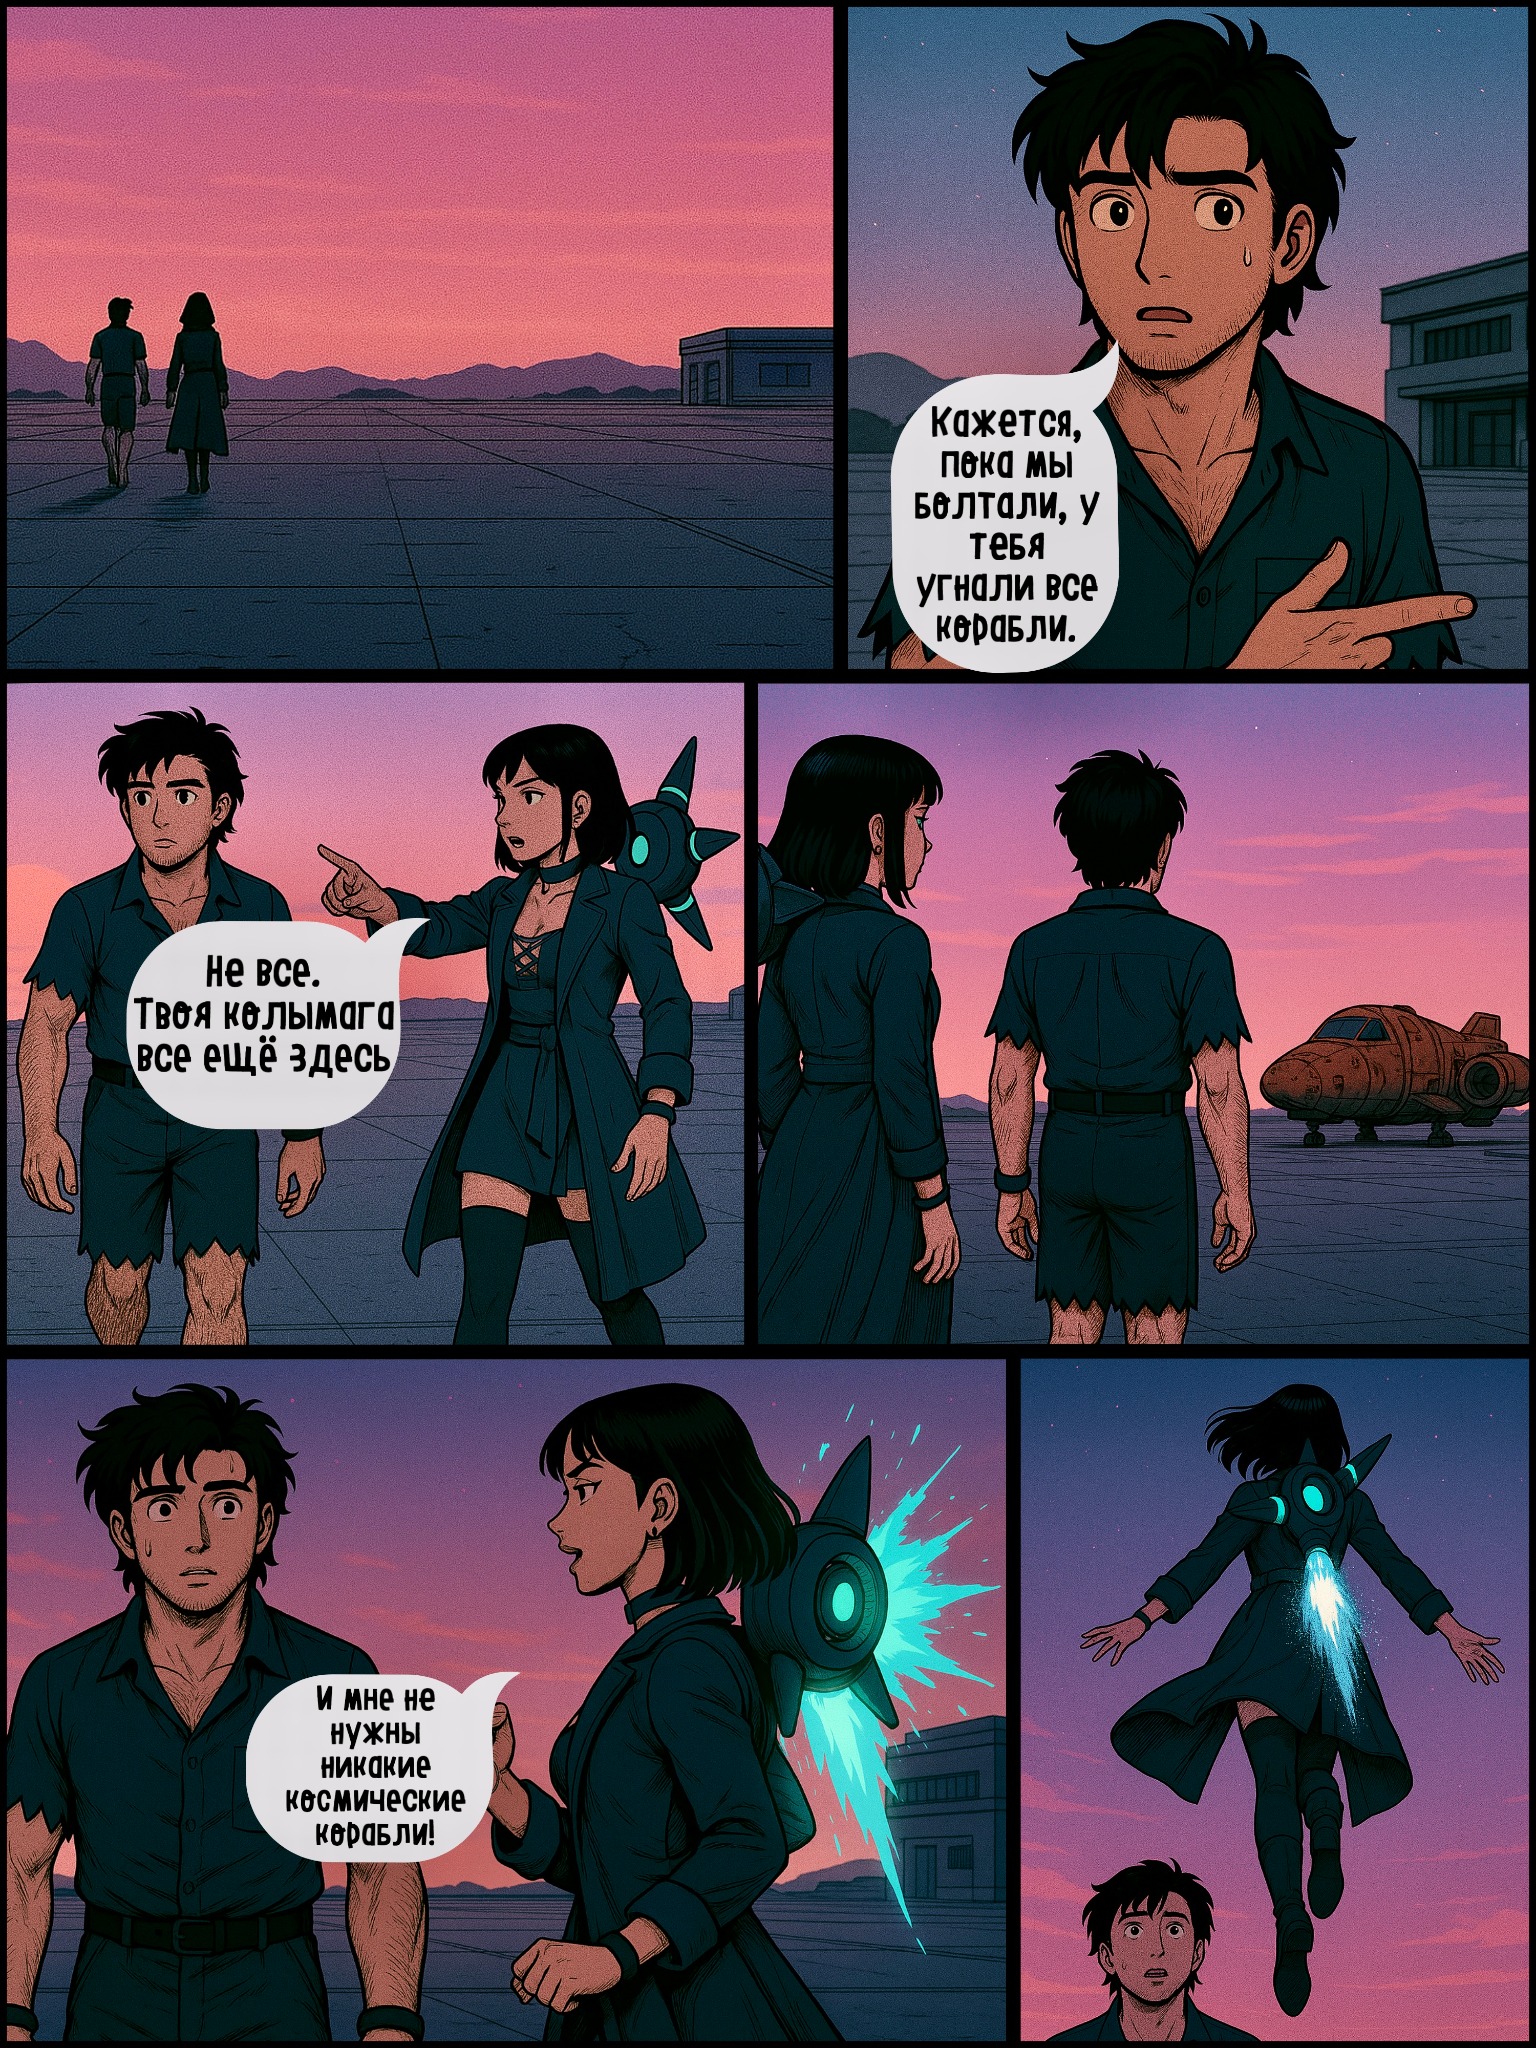 Кажется,
пока мы
болтали, у
тебя
угнали все
корабли.
Не все.
Твоя колымага
все ещё здесь
И мне не
нужны
никакие
космические
корабли!